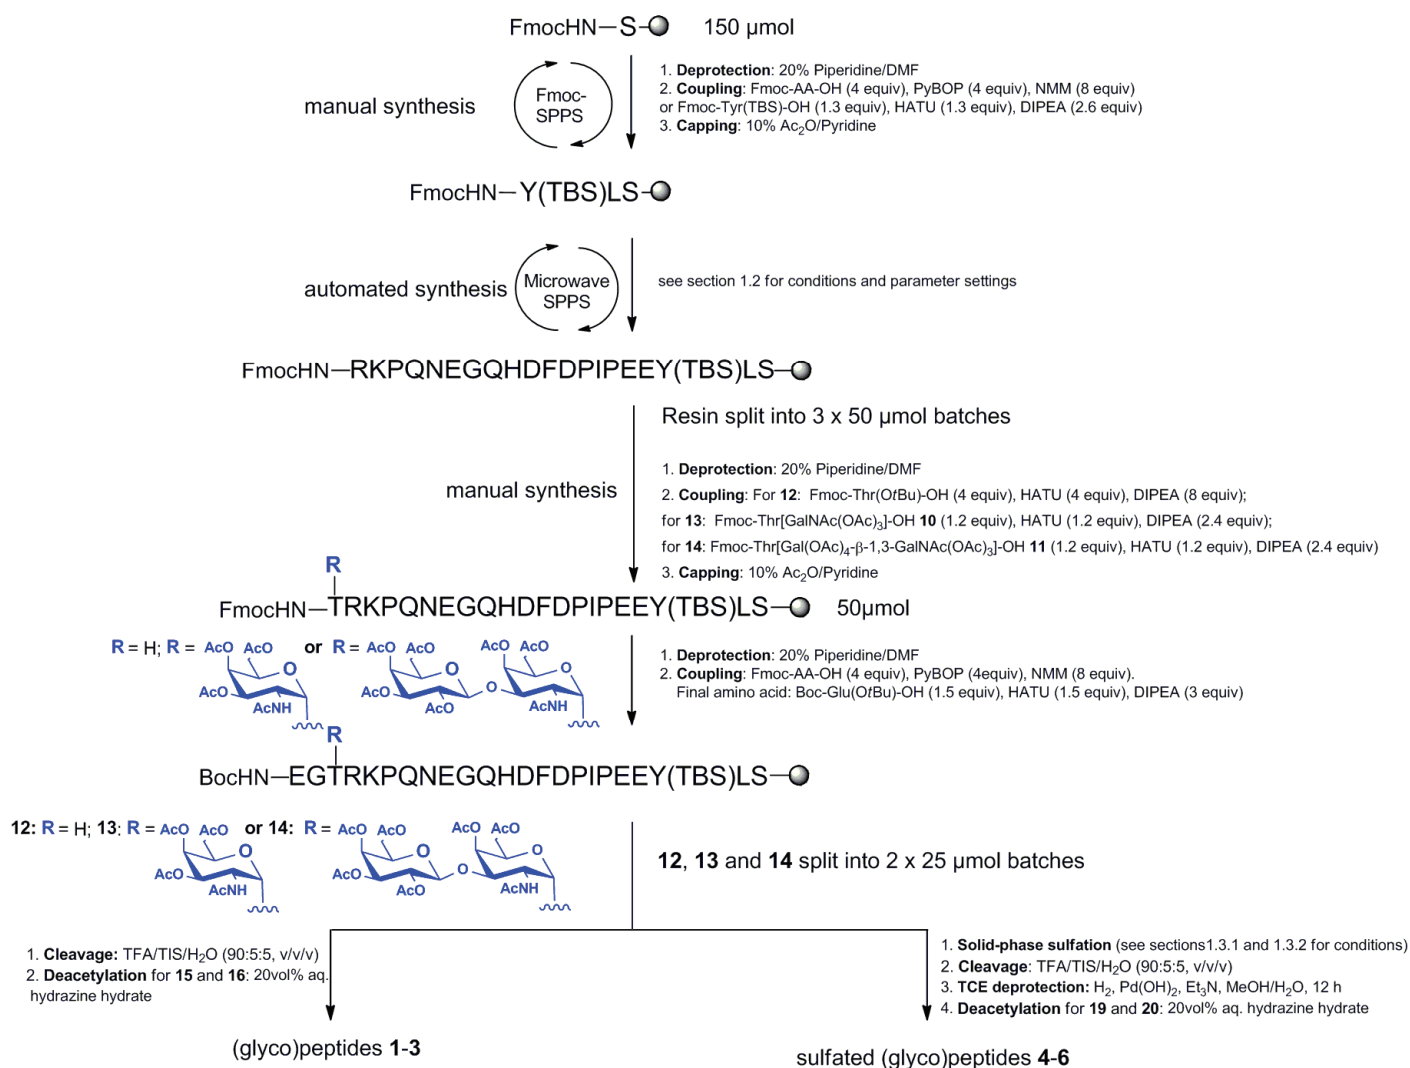 FmocHN—S— 150 µmol
manual synthesis
Fmoc-
SPPS
1. Deprotection: 20% Piperidine/DMF
2. Coupling: Fmoc-AA-OH (4 equiv), PyBOP (4 equiv), NMM (8 equiv)
or Fmoc-Tyr(TBS)-OH (1.3 equiv), HATU (1.3 equiv), DIPEA (2.6 equiv)
3. Capping: 10% Ac₂O/Pyridine
FmocHN—Y(TBS)LS—
automated synthesis
Microwave
SPPS
see section 1.2 for conditions and parameter settings
FmocHN—RKPQNEGQHDFDPIPEEY(TBS)LS—
Resin split into 3 x 50 µmol batches
manual synthesis
1. Deprotection: 20% Piperidine/DMF
2. Coupling: For 12: Fmoc-Thr(OtBu)-OH (4 equiv), HATU (4 equiv), DIPEA (8 equiv);
for 13: Fmoc-Thr[GalNAc(OAc)₃]-OH 10 (1.2 equiv), HATU (1.2 equiv), DIPEA (2.4 equiv);
for 14: Fmoc-Thr[Gal(OAc)₄-β-1,3-GalNAc(OAc)₃]-OH 11 (1.2 equiv), HATU (1.2 equiv), DIPEA (2.4 equiv)
3. Capping: 10% Ac₂O/Pyridine
R
FmocHN—TRKPQNEGQHDFDPIPEEY(TBS)LS— 50µmol
R = H; R = AcO AcO or R = AcO AcO AcO AcO
O O O
AcO AcO O
AcHN AcO AcHN
1. Deprotection: 20% Piperidine/DMF
2. Coupling: Fmoc-AA-OH (4 equiv), PyBOP (4equiv), NMM (8 equiv).
Final amino acid: Boc-Glu(OtBu)-OH (1.5 equiv), HATU (1.5 equiv), DIPEA (3 equiv)
R
BocHN—EGTRKPQNEGQHDFDPIPEEY(TBS)LS—
12: R = H; 13: R = AcO AcO or 14: R = AcO AcO AcO AcO
O O O
AcO AcO O
AcHN AcO AcHN
12, 13 and 14 split into 2 x 25 µmol batches
1. Cleavage: TFA/TIS/H₂O (90:5:5, v/v/v)
2. Deacetylation for 15 and 16: 20vol% aq.
hydrazine hydrate
1. Solid-phase sulfation (see sections1.3.1 and 1.3.2 for conditions)
2. Cleavage: TFA/TIS/H₂O (90:5:5, v/v/v)
3. TCE deprotection: H₂, Pd(OH)₂, Et₃N, MeOH/H₂O, 12 h
4. Deacetylation for 19 and 20: 20vol% aq. hydrazine hydrate
(glyco)peptides 1-3
sulfated (glyco)peptides 4-6